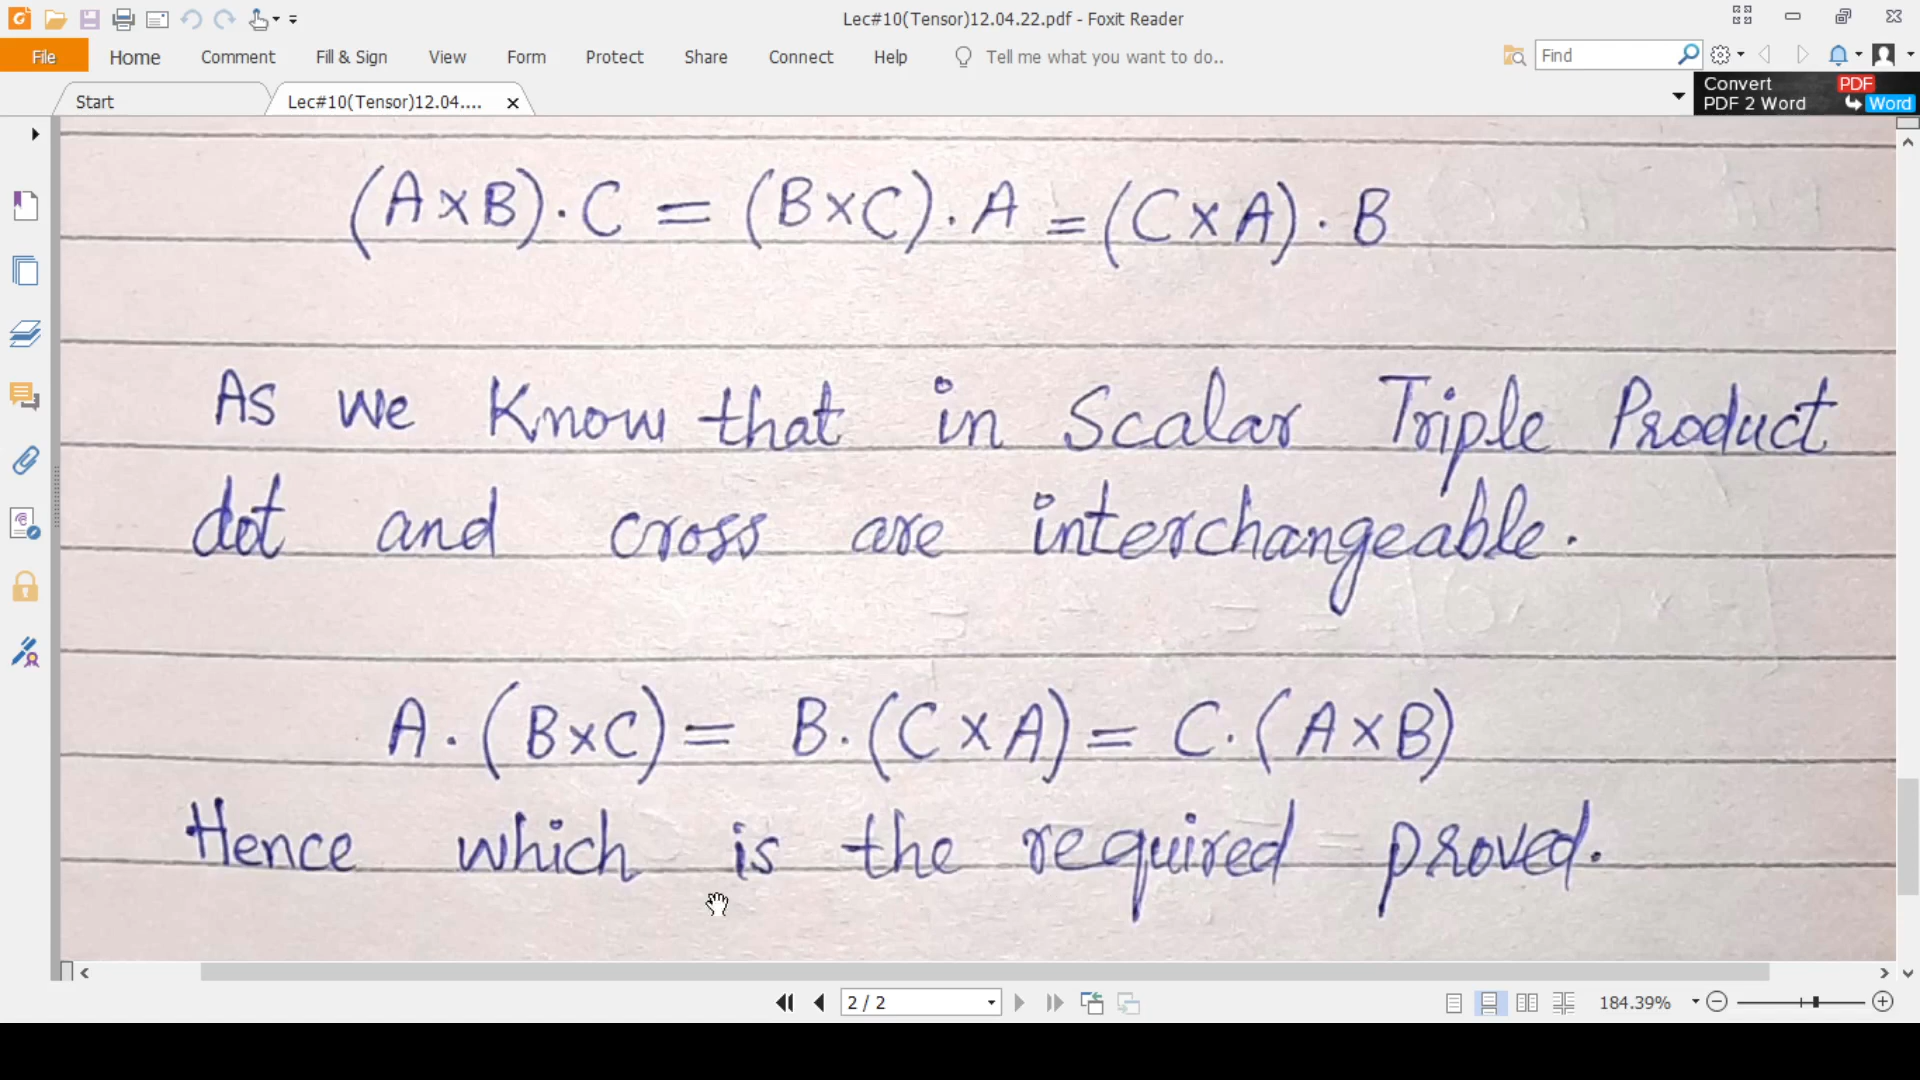 Lec#10(Tensor)12.04.22.pdf - Foxit Reader
File Home Comment Fill & Sign View Form Protect Share Connect Help Tell me what you want to do.. Find
Start Lec#10(Tensor)12.04....
Convert PDF
PDF 2 Word Word
(A×B)·C = (B×C)·A = (C×A)·B
As we Know that in Scalar Triple Product
dot and cross are interchangeable.
A·(B×C) = B·(C×A) = C·(A×B)
Hence which is the required proved.
2 / 2 184.39%